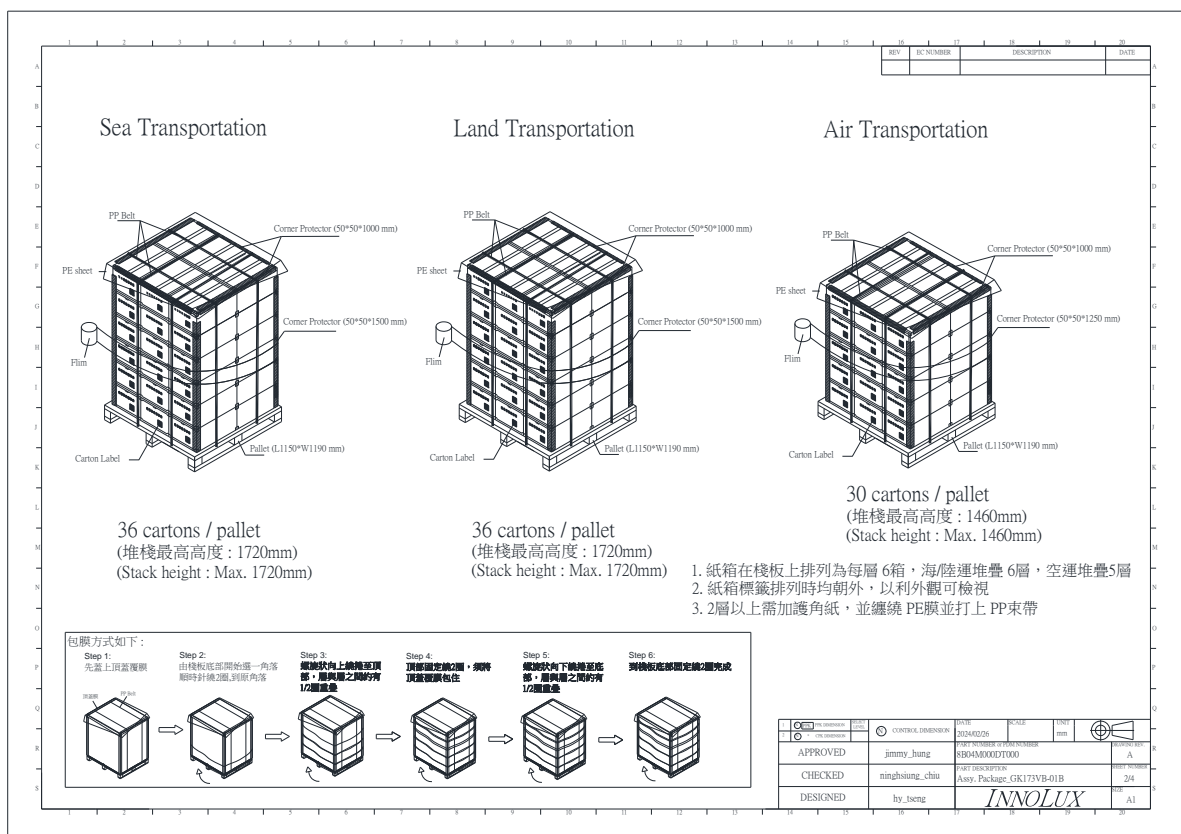 REV EC NUMBER DESCRIPTION DATE
Sea Transportation
Land Transportation
Air Transportation
PP Belt
Corner Protector (50*50*1000 mm)
PE sheet
Corner Protector (50*50*1500 mm)
Flim
Pallet (L1150*W1190 mm)
Carton Label
36 cartons / pallet
(堆棧最高高度 : 1720mm)
(Stack height : Max. 1720mm)
PP Belt
Corner Protector (50*50*1000 mm)
PE sheet
Corner Protector (50*50*1500 mm)
Flim
Pallet (L1150*W1190 mm)
Carton Label
36 cartons / pallet
(堆棧最高高度 : 1720mm)
(Stack height : Max. 1720mm)
PP Belt
Corner Protector (50*50*1000 mm)
PE sheet
Corner Protector (50*50*1250 mm)
Flim
Pallet (L1150*W1190 mm)
Carton Label
30 cartons / pallet
(堆棧最高高度 : 1460mm)
(Stack height : Max. 1460mm)
1. 紙箱在棧板上排列為每層 6箱，海/陸運堆疊 6層，空運堆疊5層
2. 紙箱標籤排列時均朝外，以利外觀可檢視
3. 2層以上需加護角紙，並纏繞 PE膜並打上 PP束帶
包膜方式如下 :
Step 1:
先蓋上頂蓋覆膜
頂蓋膜
PP Belt
Step 2:
由棧板底部開始選一角落
順時針繞2圈,到原角落
Step 3:
螺旋狀向上繞捲至頂
部，層與層之間約有
1/2圈重疊
Step 4:
頂部固定繞2圈，須將
頂蓋覆膜包住
Step 5:
螺旋狀向下繞捲至底
部，層與層之間約有
1/2圈重疊
Step 6:
到棧板底部固定繞2圈完成
CONTROL DIMENSION
DATE
2024/02/26
SCALE
UNIT
mm
APPROVED jimmy_hung
PART NUMBER or PDM NUMBER
8B04M000DT000
DRAWING REV.
A
CHECKED ninghsiung_chiu
PART DESCRIPTION
Assy. Package_GK173VB-01B
SHEET NUMBER
2/4
DESIGNED hy_tseng
INNOLUX
SIZE
A1